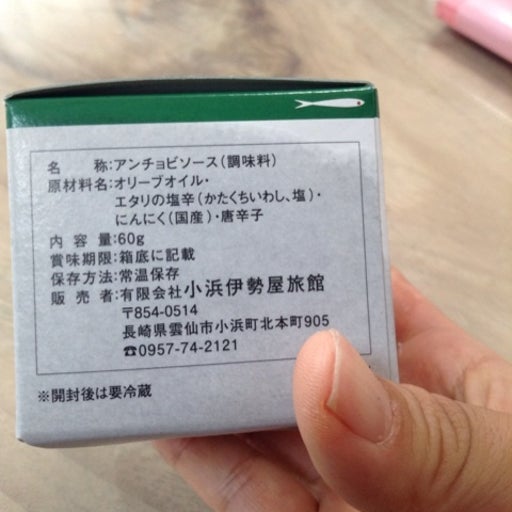 名　　称:アンチョビソース(調味料)
原材料名:オリーブオイル・
エタリの塩辛(かたくちいわし、塩)・
にんにく(国産)・唐辛子
内 容 量:60g
賞味期限:箱底に記載
保存方法:常温保存
販 売 者:有限会社小浜伊勢屋旅館
〒854-0514
長崎県雲仙市小浜町北本町905
☎0957-74-2121
※開封後は要冷蔵